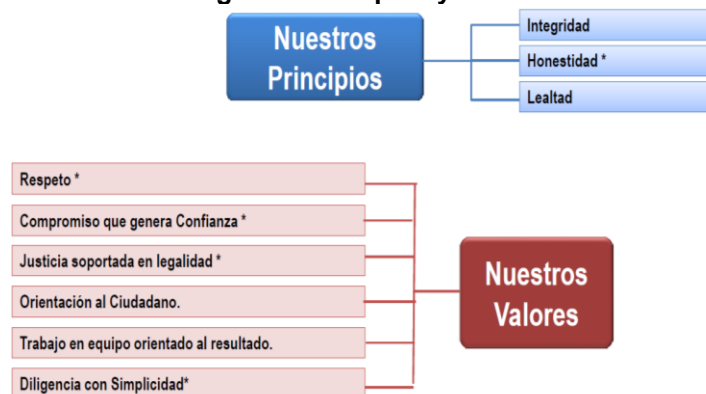 Nuestros
Principios
Integridad
Honestidad *
Lealtad
Respeto *
Compromiso que genera Confianza *
Justicia soportada en legalidad *
Orientación al Ciudadano.
Trabajo en equipo orientado al resultado.
Diligencia con Simplicidad*
Nuestros
Valores